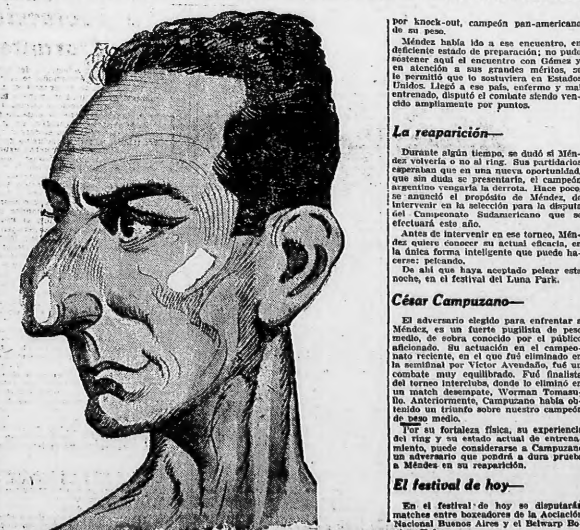 por knock-out, campeón pan-americano
de su peso.
Méndez había ido a ese encuentro, en
deficiente estado de preparación; no pudo
sostener aquí el encuentro con Gómez y
en atención a sus grandes méritos, se
le permitió que lo sostuviera en Estados
Unidos. Llegó a ese país, enfermo y mal
entrenado, disputó el combate siendo ven-
cido ampliamente por puntos.
La reaparición—
Durante algún tiempo, se dudó si Mén-
dez volvería o no al ring. Sus partidarios
esperaban que en una nueva oportunidad,
que sin duda se presentaría, el campeón
argentino vengaría la derrota. Hace poco
se anunció el propósito de Méndez, de
intervenir en la selección para la disputa
del Campeonato Sudamericano que se
efectuará este año.
Antes de intervenir en ese torneo, Mén-
dez quiere conocer su actual eficacia, en
la única forma inteligente que puede ha-
cerse; peleando.
De ahí que haya aceptado pelear esta
noche, en el festival del Luna Park.
César Campuzano—
El adversario elegido para enfrentar a
Méndez, es un fuerte pugilista de peso
medio, de sobra conocido por el público
aficionado. Su actuación en el campeo-
nato reciente, en el que fué eliminado en
la semifinal por Víctor Avendaño, fué un
combate muy equilibrado. Fué finalista
del torneo interclubs, donde lo eliminó en
un match desempate, Worman Tomasu-
llo. Anteriormente, Campuzano había ob-
tenido un triunfo sobre nuestro campeón
de peso medio.
Por su fortaleza física, su experiencia
del ring y su estado actual de entrena-
miento, puede considerarse a Campuzano
un adversario que pondrá a dura prueba
a Méndez en su reaparición.
El festival de hoy—
En el festival de hoy se disputarán
matches entre boxeadores de la Aociación
Nacional Buenos Aires y el Belwarp